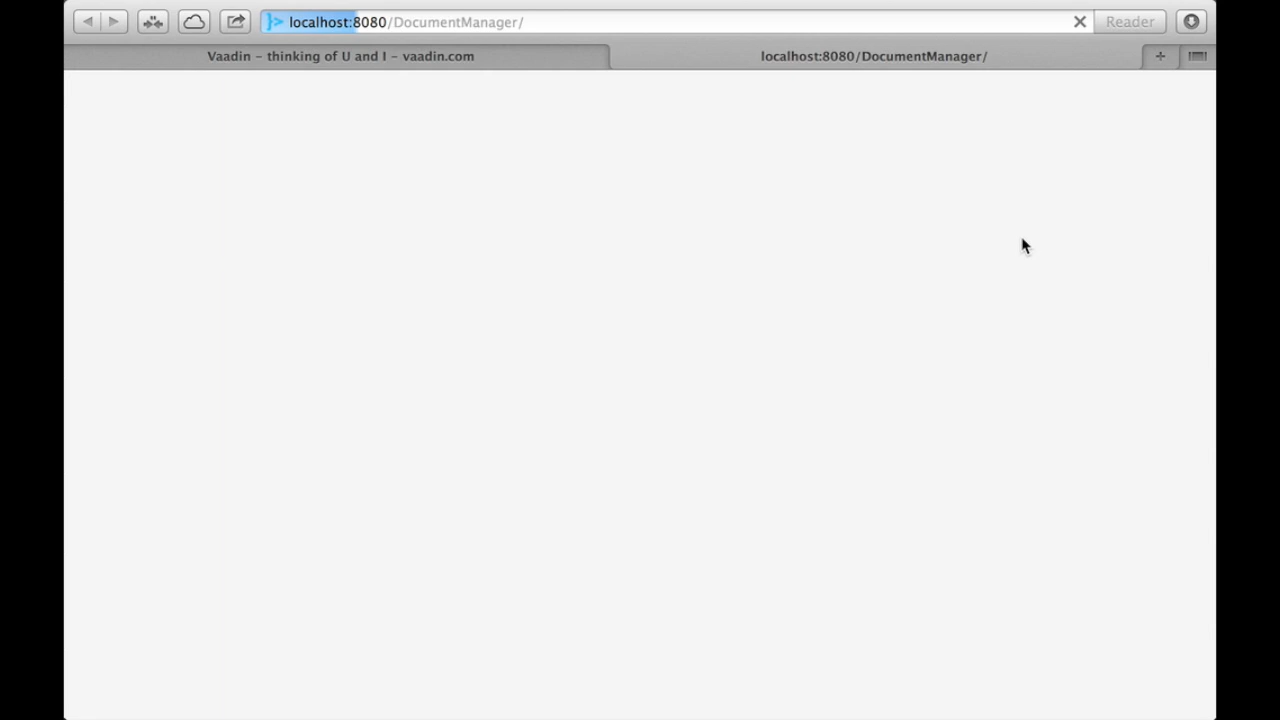 localhost:8080/DocumentManager/
Reader
Vaadin – thinking of U and I – vaadin.com
localhost:8080/DocumentManager/